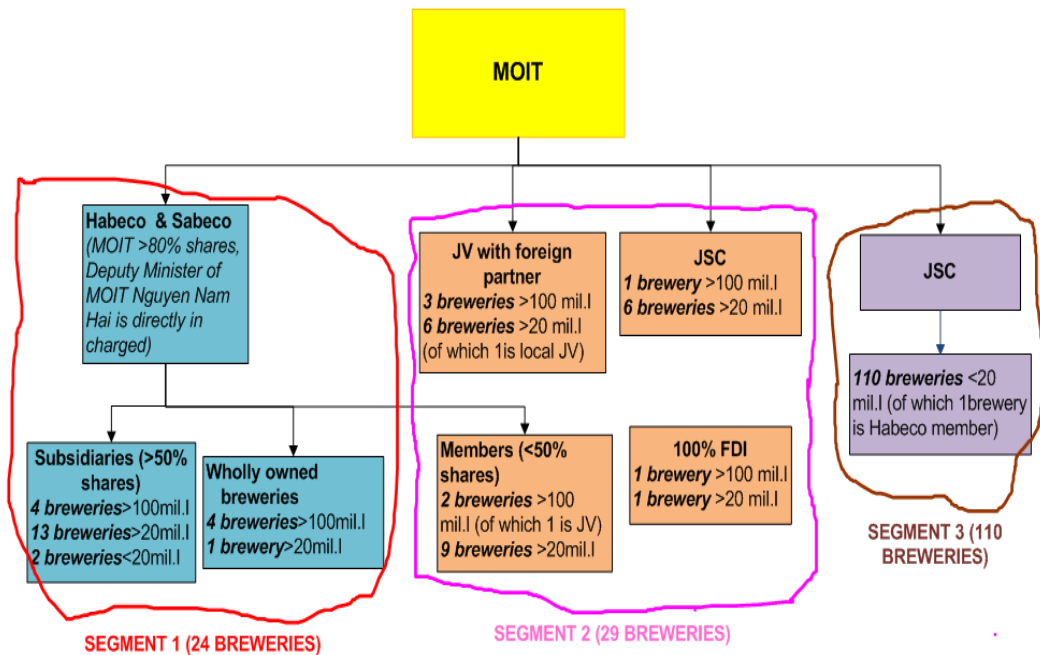 MOIT
Habeco & Sabeco
(MOIT >80% shares,
Deputy Minister of
MOIT Nguyen Nam
Hai is directly in
charged)
JV with foreign
partner
3 breweries >100 mil.l
6 breweries >20 mil.l
(of which 1is local JV)
JSC
1 brewery >100 mil.l
6 breweries >20 mil.l
JSC
110 breweries <20
mil.l (of which 1brewery
is Habeco member)
Subsidiaries (>50%
shares)
4 breweries>100mil.l
13 breweries>20mil.l
2 breweries<20mil.l
Wholly owned
breweries
4 breweries>100mil.l
1 brewery>20mil.l
Members (<50%
shares)
2 breweries >100
mil.l (of which 1 is JV)
9 breweries >20mil.l
100% FDI
1 brewery >100 mil.l
1 brewery >20 mil.l
SEGMENT 3 (110
BREWERIES)
SEGMENT 1 (24 BREWERIES)
SEGMENT 2 (29 BREWERIES)